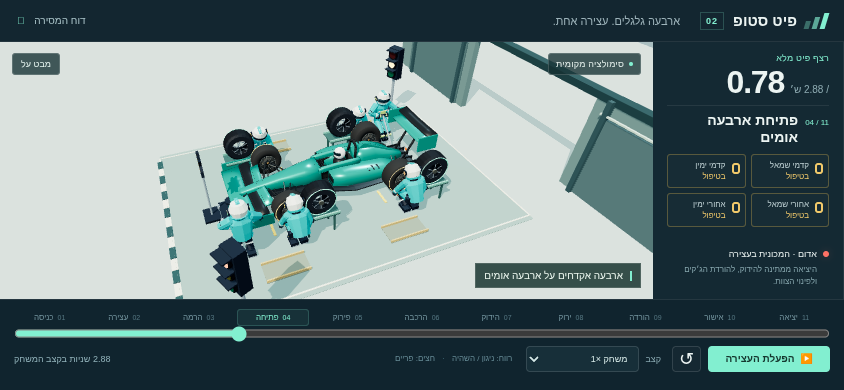 פיט סטופ
02
ארבעה גלגלים. עצירה אחת.
דוח המסירה
סימולציה מקומית
מבט על
רצף פיט מלא
0.78 / 2.88 ש׳
04 / 11
פתיחת ארבעה אומים
קדמי שמאל
בטיפול
קדמי ימין
בטיפול
אחורי שמאל
בטיפול
אחורי ימין
בטיפול
אדום · המכונית בעצירה
היציאה ממתינה להידוק, להורדת הג׳קים
ולפינוי הצוות.
ארבעה אקדחים על ארבעה אומים
01 כניסה
02 עצירה
03 הרמה
04 פתיחה
05 פירוק
06 הרכבה
07 הידוק
08 ירוק
09 הורדה
10 אישור
11 יציאה
הפעלת העצירה
קצב
משחק ×1
רווח: ניגון / השהיה · חצים: פריים
2.88 שניות בקצב המשחק